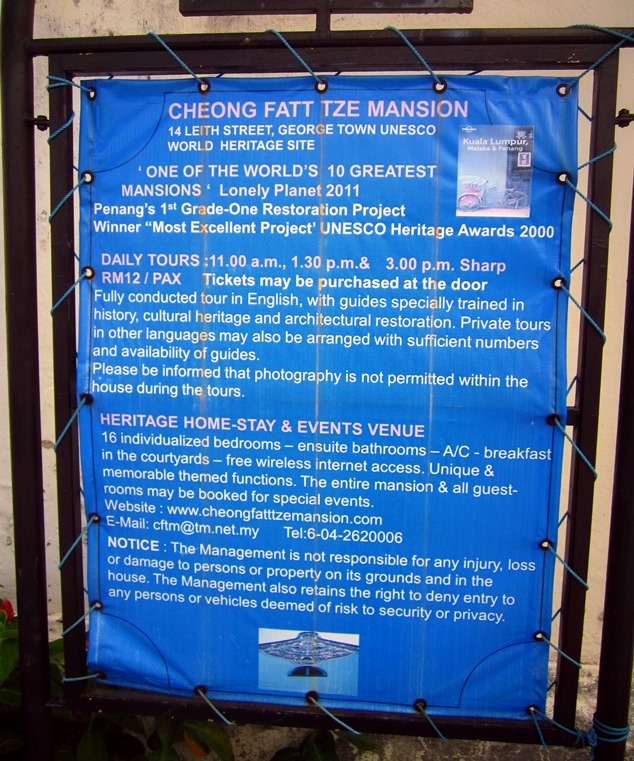 CHEONG FATT TZE MANSION
14 LEITH STREET, GEORGE TOWN UNESCO
WORLD HERITAGE SITE
Kuala Lumpur,
Melaka & Penang
' ONE OF THE WORLD'S 10 GREATEST
MANSIONS ' Lonely Planet 2011
Penang's 1st Grade-One Restoration Project
Winner "Most Excellent Project' UNESCO Heritage Awards 2000
DAILY TOURS :11.00 a.m., 1.30 p.m.& 3.00 p.m. Sharp
RM12 / PAX Tickets may be purchased at the door
Fully conducted tour in English, with guides specially trained in
history, cultural heritage and architectural restoration. Private tours
in other languages may also be arranged with sufficient numbers
and availability of guides.
Please be informed that photography is not permitted within the
house during the tours.
HERITAGE HOME-STAY & EVENTS VENUE
16 individualized bedrooms – ensuite bathrooms – A/C - breakfast
in the courtyards – free wireless internet access. Unique &
memorable themed functions. The entire mansion & all guest-
rooms may be booked for special events.
Website : www.cheongfatttzemansion.com
E-Mail: cftm@tm.net.my Tel:6-04-2620006
NOTICE : The Management is not responsible for any injury, loss
or damage to persons or property on its grounds and in the
house. The Management also retains the right to deny entry to
any persons or vehicles deemed of risk to security or privacy.